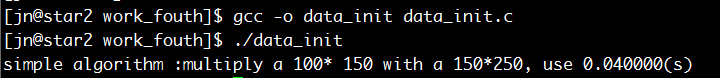 [jn@star2 work_fouth]$ gcc -o data_init data_init.c
[jn@star2 work_fouth]$ ./data_init
simple algorithm :multiply a 100* 150 with a 150*250, use 0.040000(s)